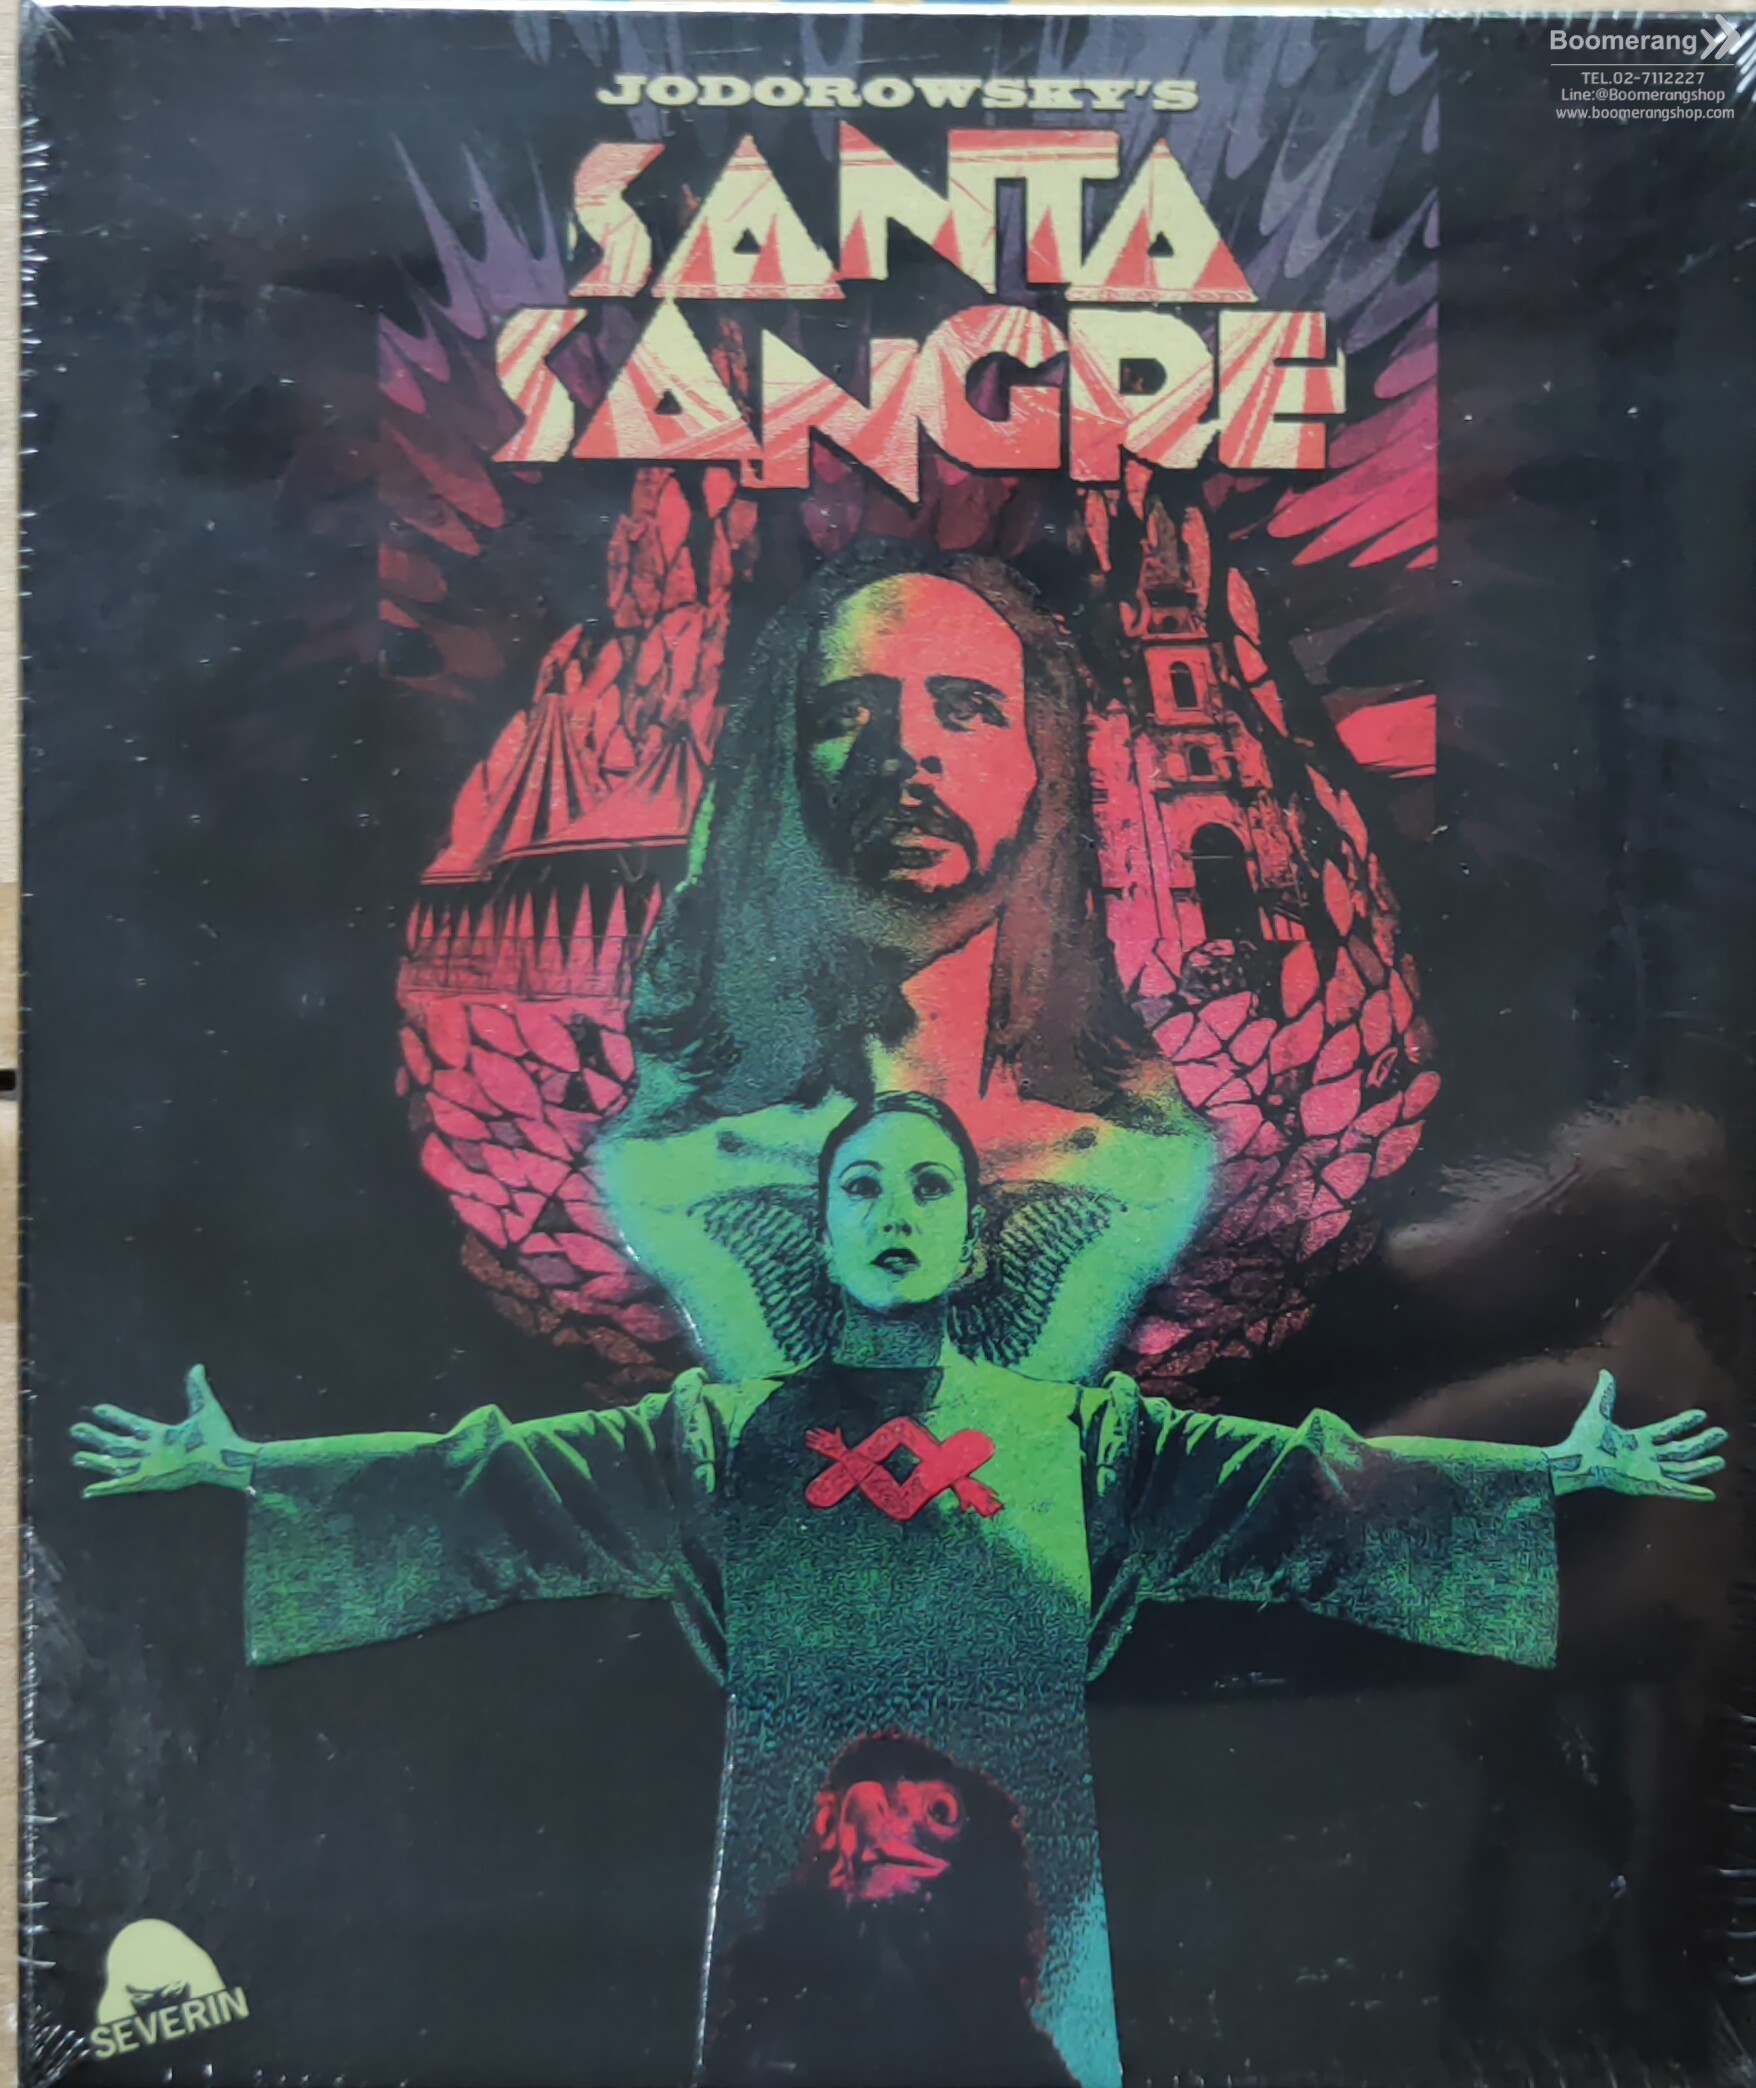 Boomerang
TEL.02-7112227
Line:@Boomerangshop
www.boomerangshop.com
JODOROWSKY'S
SANTA
SANGRE
SEVERIN